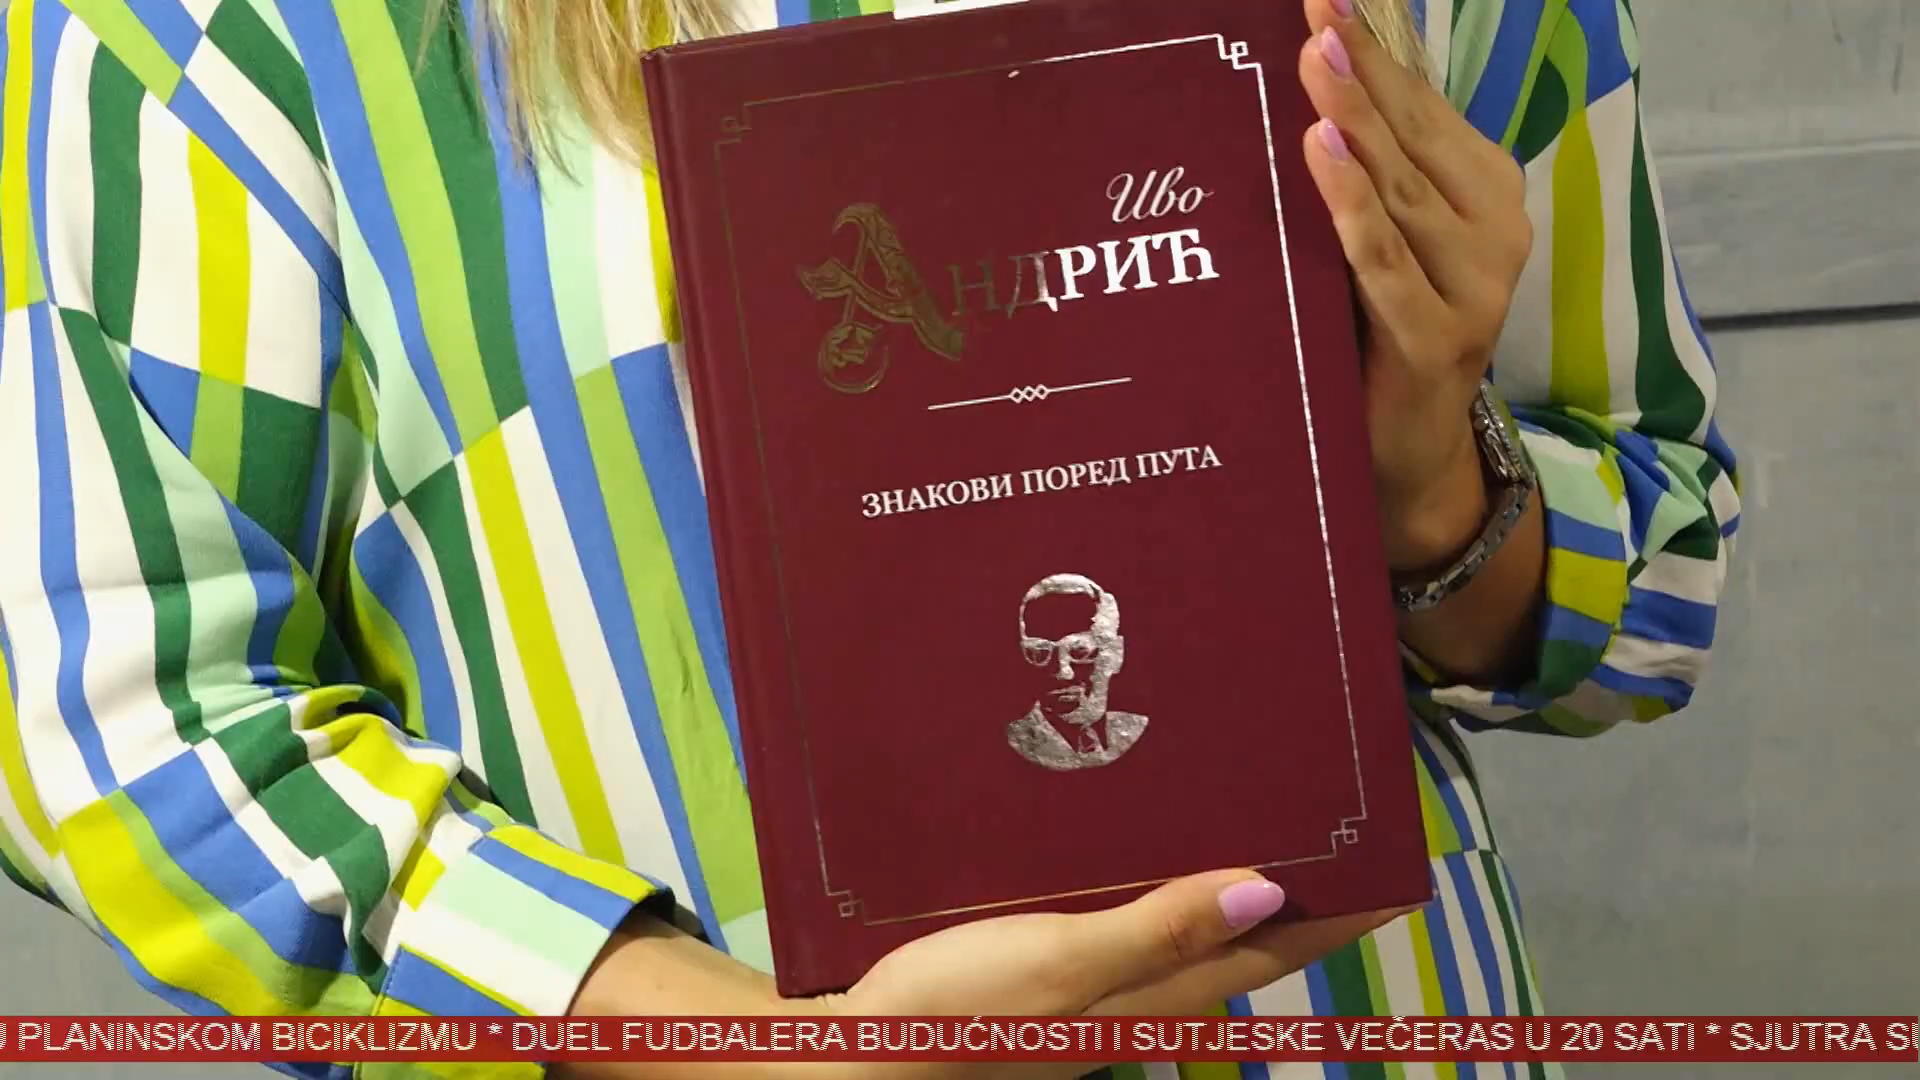 Иво
АНДРИЋ
ЗНАКОВИ ПОРЕД ПУТА
PLANINSKOM BICIKLIZMU * DUEL FUDBALERA BUDUĆNOSTI I SUTJESKE VEČERAS U 20 SATI * SJUTRA